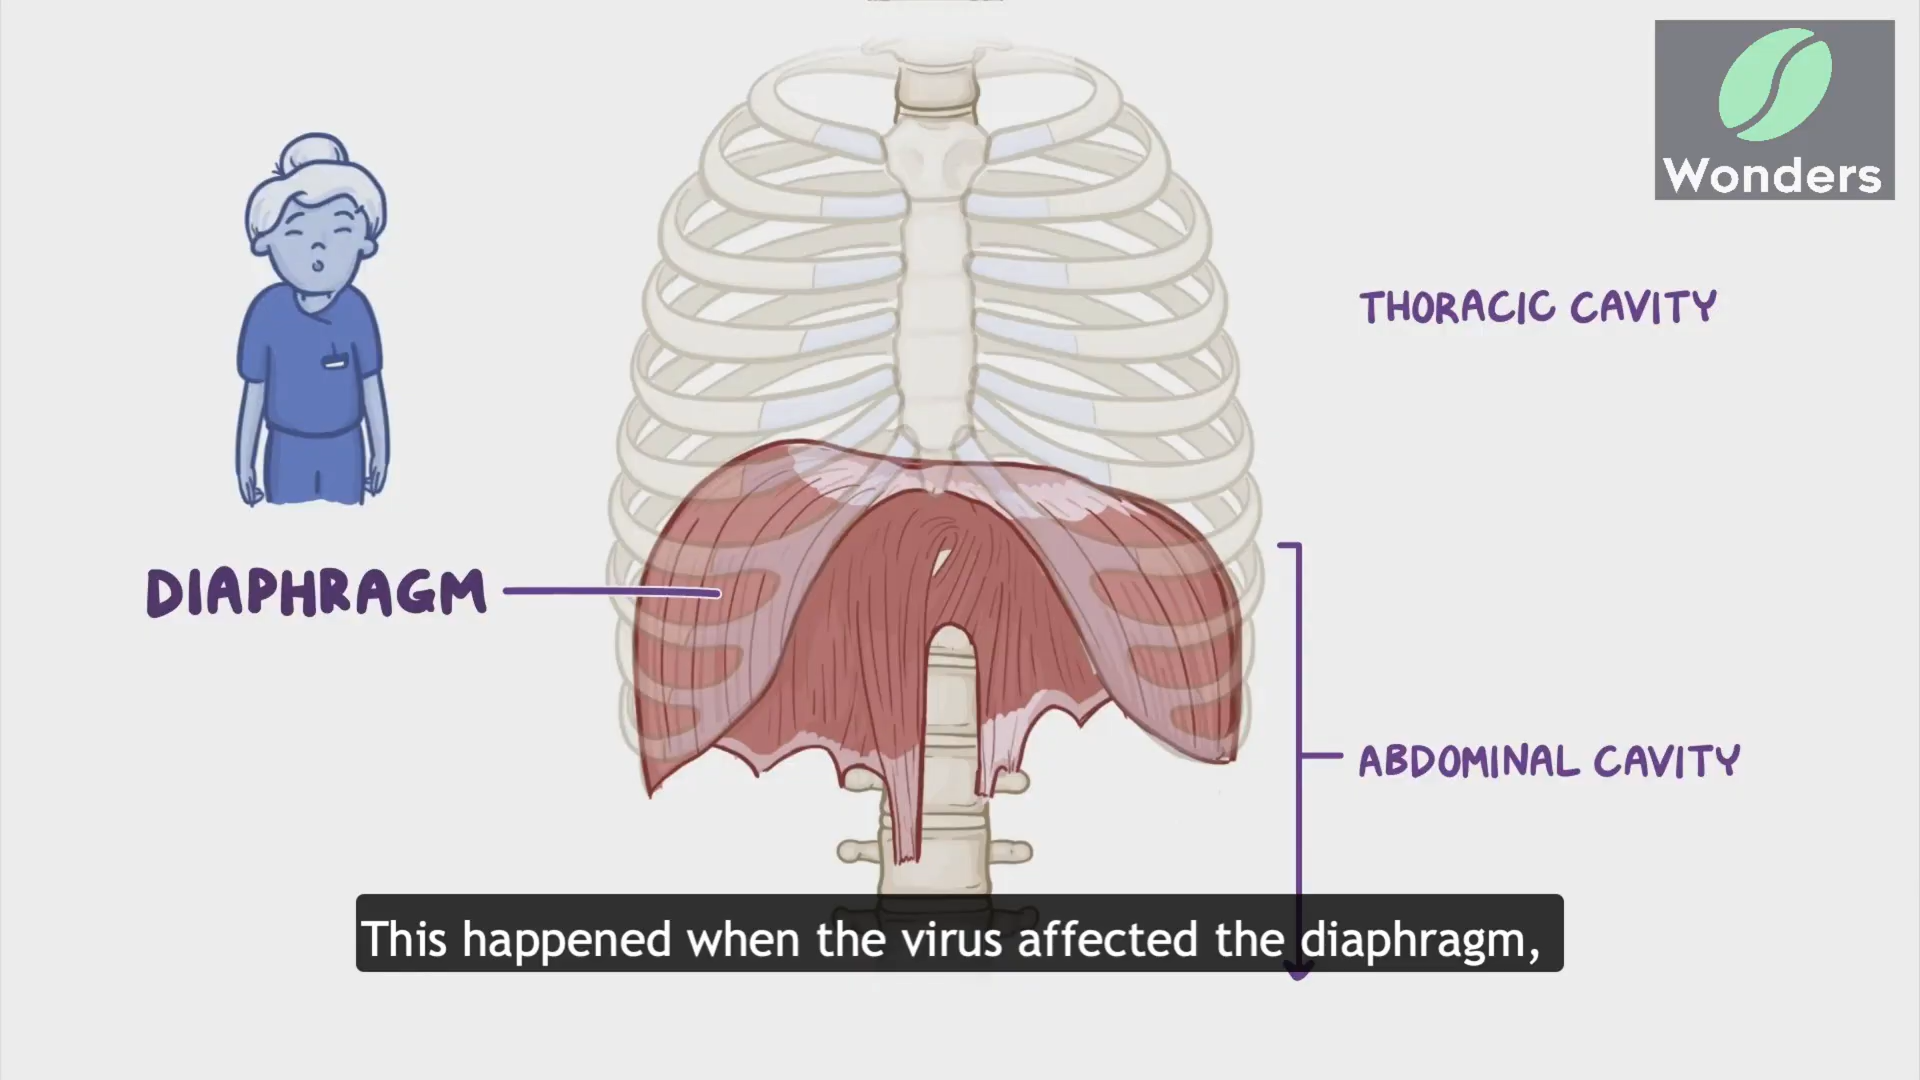 Wonders
THORACIC CAVITY
DIAPHRAGM
ABDOMINAL CAVITY
This happened when the virus affected the diaphragm,